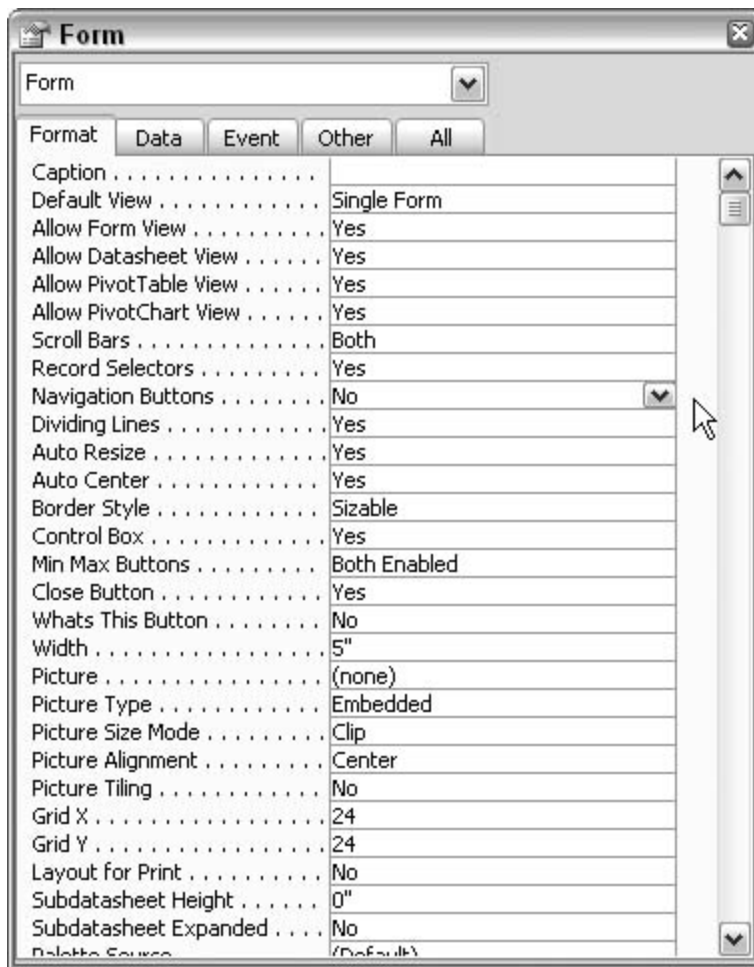 Form
Form
Format Data Event Other All
Caption . . . . . . . . . . . . . . .
Default View . . . . . . . . . . . . Single Form
Allow Form View . . . . . . . . . Yes
Allow Datasheet View . . . . . . Yes
Allow PivotTable View . . . . . . Yes
Allow PivotChart View . . . . . . Yes
Scroll Bars . . . . . . . . . . . . . . Both
Record Selectors . . . . . . . . . Yes
Navigation Buttons . . . . . . . . No
Dividing Lines . . . . . . . . . . . . Yes
Auto Resize . . . . . . . . . . . . . Yes
Auto Center . . . . . . . . . . . . Yes
Border Style . . . . . . . . . . . . Sizable
Control Box . . . . . . . . . . . . . Yes
Min Max Buttons . . . . . . . . . Both Enabled
Close Button . . . . . . . . . . . . Yes
Whats This Button . . . . . . . . No
Width . . . . . . . . . . . . . . . . . 5"
Picture . . . . . . . . . . . . . . . . (none)
Picture Type . . . . . . . . . . . . Embedded
Picture Size Mode . . . . . . . . . Clip
Picture Alignment . . . . . . . . . Center
Picture Tiling . . . . . . . . . . . . No
Grid X . . . . . . . . . . . . . . . . . 24
Grid Y . . . . . . . . . . . . . . . . . 24
Layout for Print . . . . . . . . . . No
Subdatasheet Height . . . . . . 0"
Subdatasheet Expanded . . . . No
Palette Source . . . . . . . . . . . (Default)